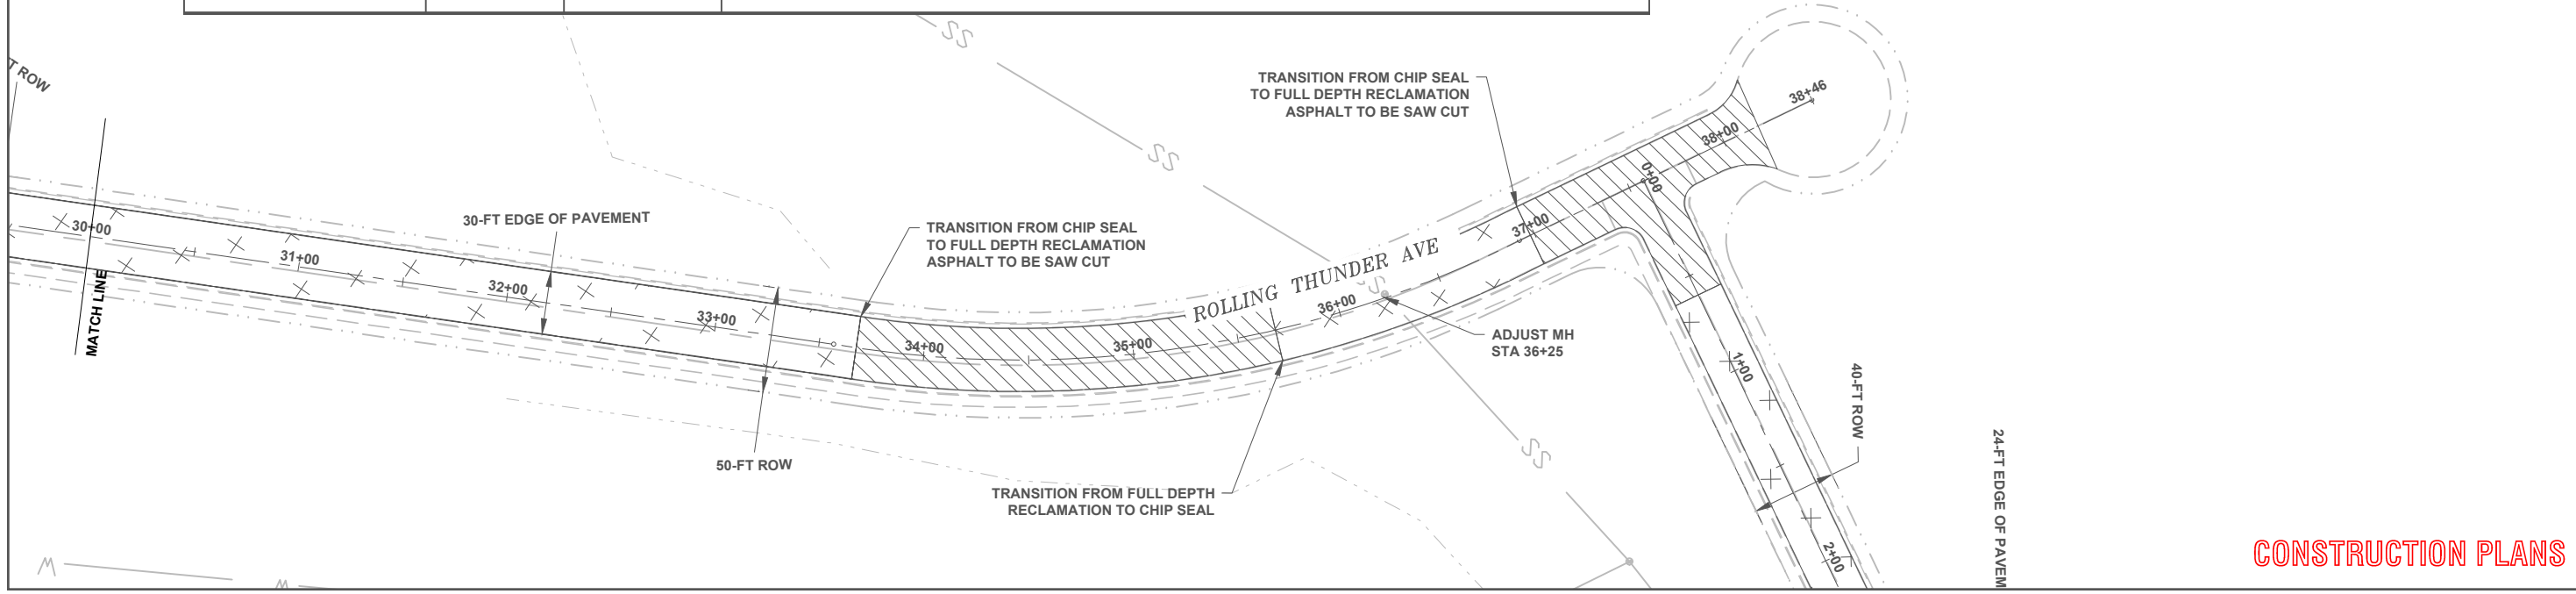 T ROW
30+00
MATCH LINE
31+00
30-FT EDGE OF PAVEMENT
32+00
33+00
50-FT ROW
TRANSITION FROM CHIP SEAL
TO FULL DEPTH RECLAMATION
ASPHALT TO BE SAW CUT
34+00
35+00
SS
SS
TRANSITION FROM FULL DEPTH
RECLAMATION TO CHIP SEAL
ROLLING THUNDER AVE
36+00
SS
ADJUST MH
STA 36+25
SS
TRANSITION FROM CHIP SEAL
TO FULL DEPTH RECLAMATION
ASPHALT TO BE SAW CUT
37+00
38+00
38+46
0+00
1+00
2+00
40-FT ROW
24-FT EDGE OF PAVEM
W
W
CONSTRUCTION PLANS